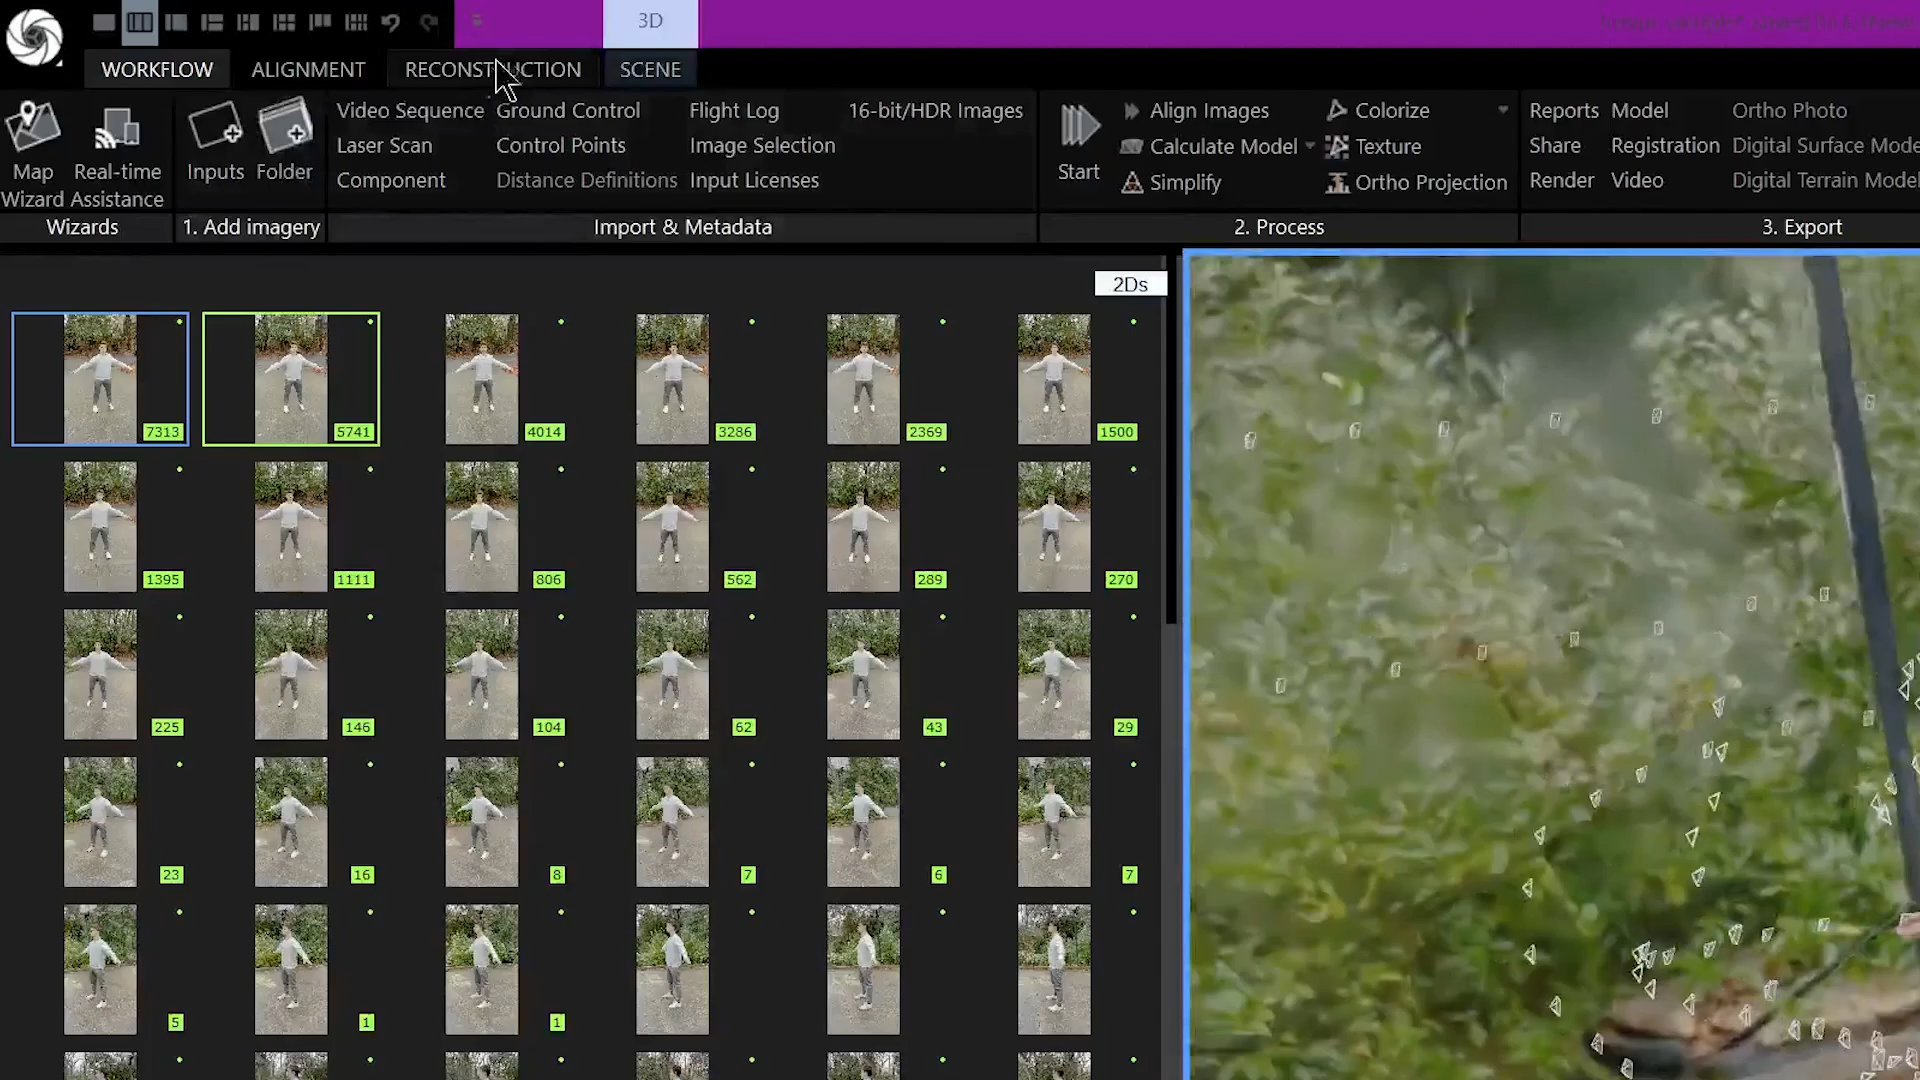 3D
WORKFLOW ALIGNMENT RECONSTRUCTION SCENE
Map Wizard
Real-time Assistance
Inputs
Folder
Video Sequence Ground Control Flight Log 16-bit/HDR Images
Laser Scan Control Points Image Selection
Component Distance Definitions Input Licenses
Start
Align Images Colorize
Calculate Model Texture
Simplify Ortho Projection
Reports Model Ortho Photo
Share Registration Digital Surface Mode
Render Video Digital Terrain Model
Wizards 1. Add imagery Import & Metadata 2. Process 3. Export
2Ds
7313 5741 4014 3286 2369 1500
1395 1111 806 562 289 270
225 146 104 62 43 29
23 16 8 7 6 7
5 1 1